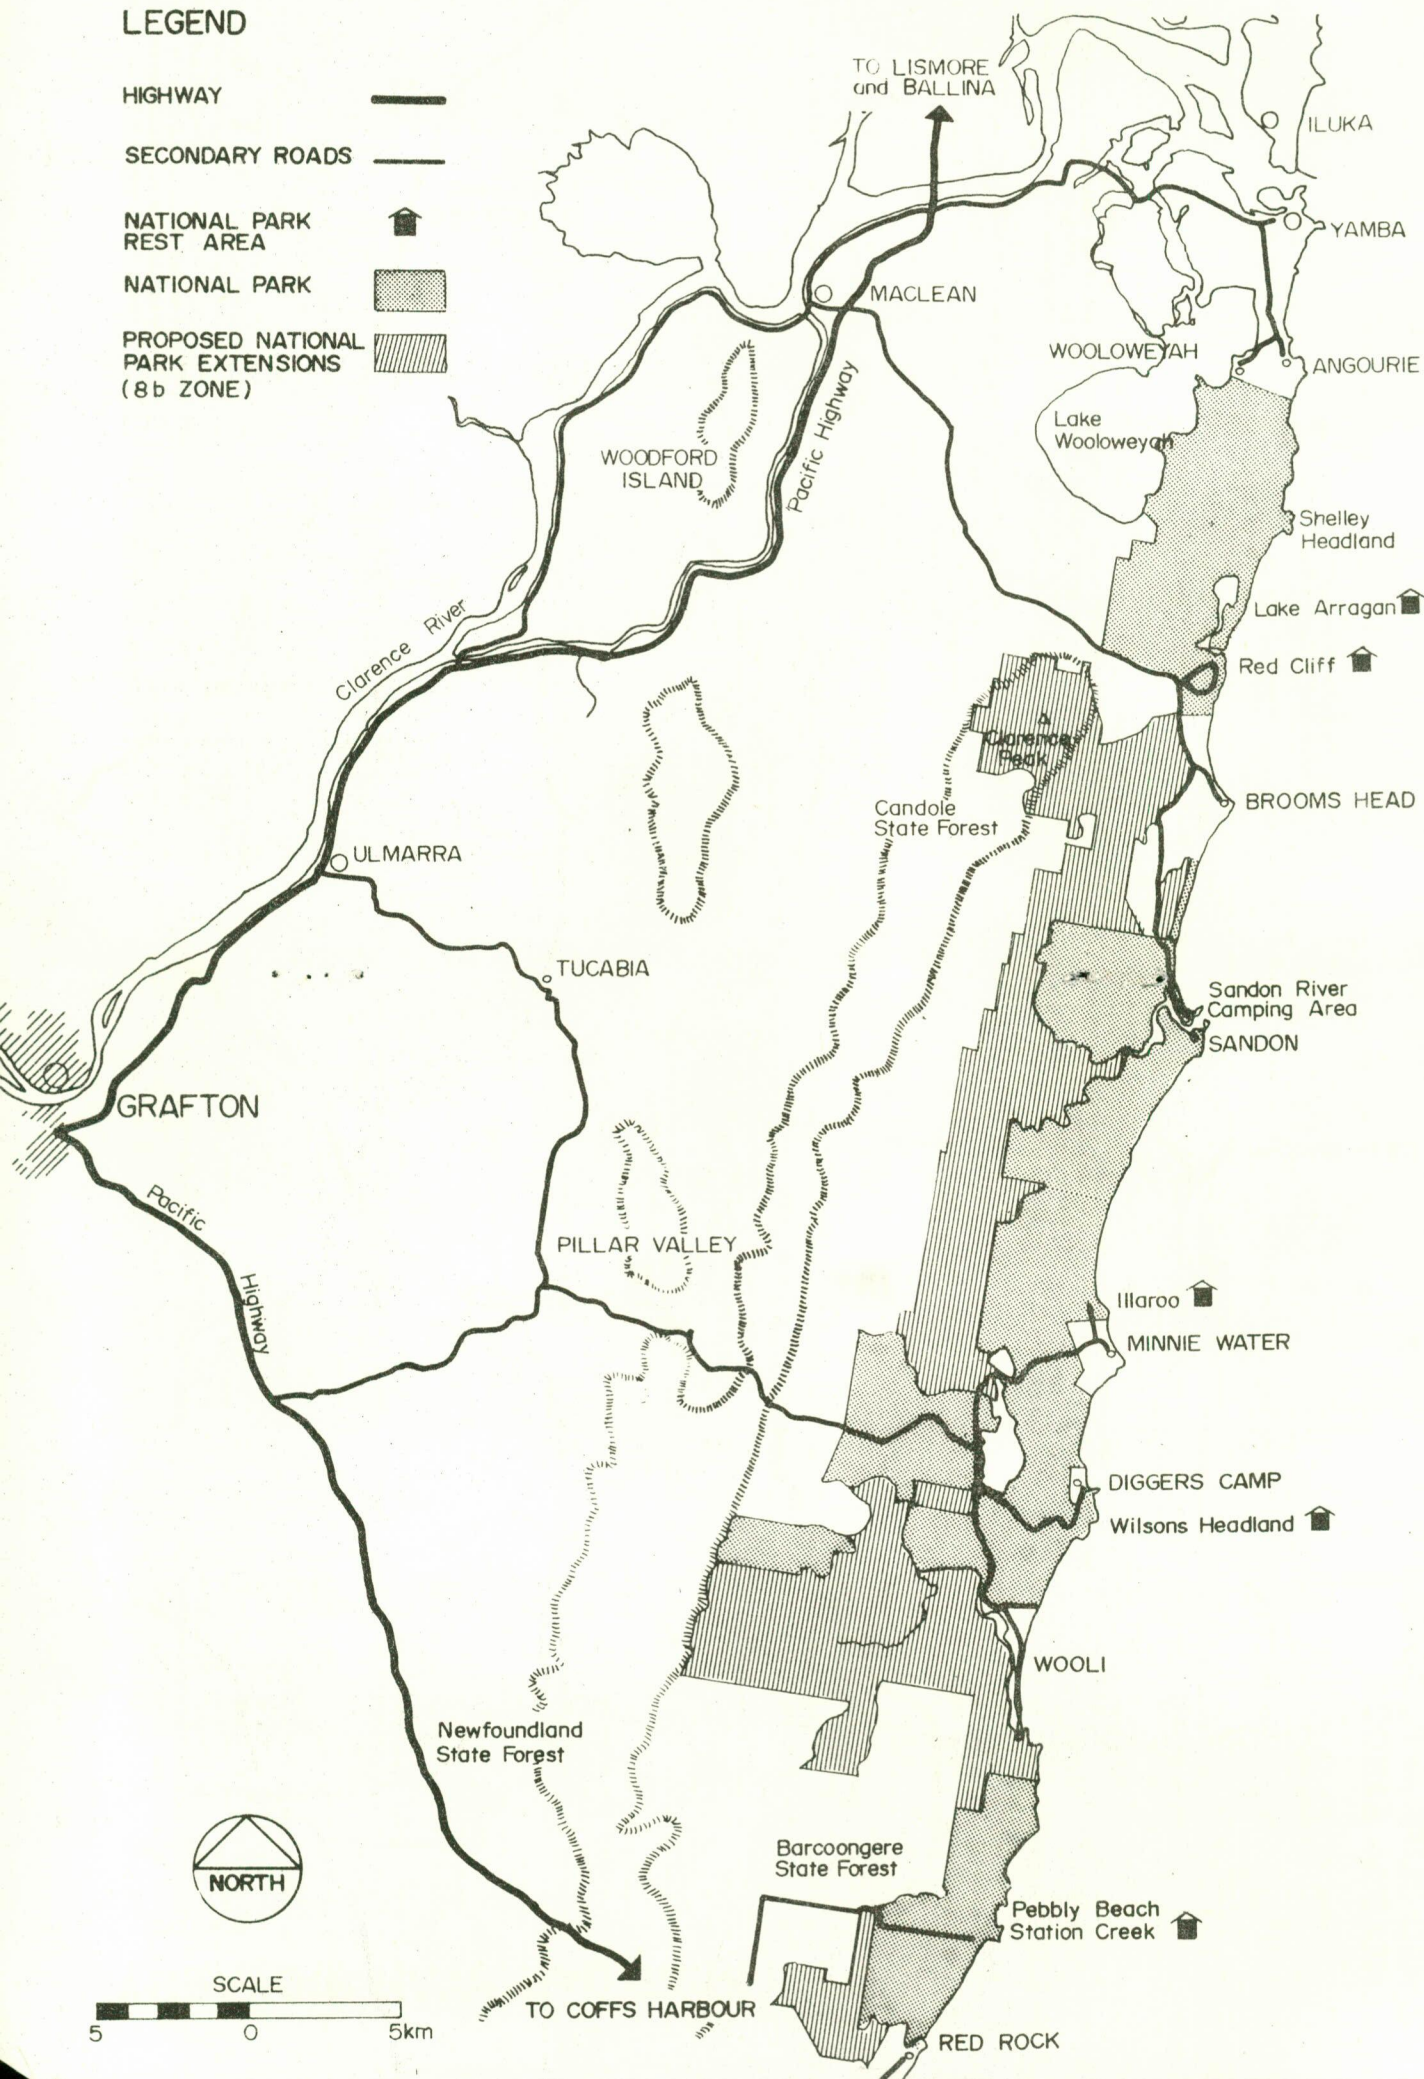 LEGEND
HIGHWAY
SECONDARY ROADS
NATIONAL PARK
REST AREA
NATIONAL PARK
PROPOSED NATIONAL
PARK EXTENSIONS
(8b ZONE)
TO LISMORE
and BALLINA
ILUKA
YAMBA
MACLEAN
WOOLOWEYAH
ANGOURIE
Lake
Wooloweyah
WOODFORD
ISLAND
Pacific Highway
Shelley
Headland
Lake Arragan
Clarence River
Red Cliff
Clarence
Peak
BROOMS HEAD
Candole
State Forest
ULMARRA
TUCABIA
Sandon River
Camping Area
SANDON
GRAFTON
Pacific
Highway
PILLAR VALLEY
Illaroo
MINNIE WATER
DIGGERS CAMP
Wilsons Headland
WOOLI
Newfoundland
State Forest
Barcoongere
State Forest
NORTH
Pebbly Beach
Station Creek
SCALE
5 0 5km
TO COFFS HARBOUR
RED ROCK